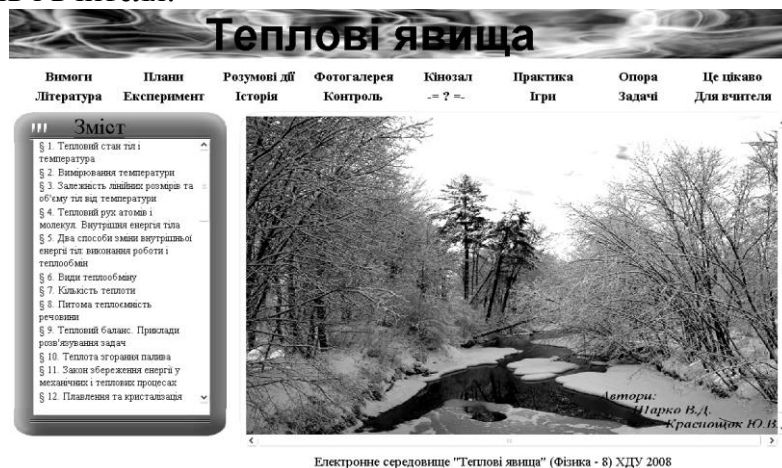 Теплові явища
Вимоги Плани Розумові дії Фотогалерея Кінозал Практика Опора Це цікаво
Література Експеримент Історія Контроль -= ? =- Ігри Задачі Для вчителя
Зміст
§ 1. Тепловий стан тіл і
температура
§ 2. Вимірювання температури
§ 3. Залежність лінійних розмірів та
об'єму тіл від температури
§ 4. Тепловий рух атомів і
молекул. Внутрішня енергія тіла
§ 5. Два способи зміни внутрішньої
енергії тіл: виконання роботи і
теплообмін
§ 6. Види теплообміну
§ 7. Кількість теплоти
§ 8. Питома теплоємність
речовини
§ 9. Тепловий баланс. Приклади
розв'язування задач
§ 10. Теплота згорання палива
§ 11. Закон збереження енергії у
механічних і теплових процесах
§ 12. Плавлення та кристалізація
Автори:
Шарко В.Д.
Красношок Ю.В.
Електронне середовище "Теплові явища" (Фізика - 8) ХДУ 2008